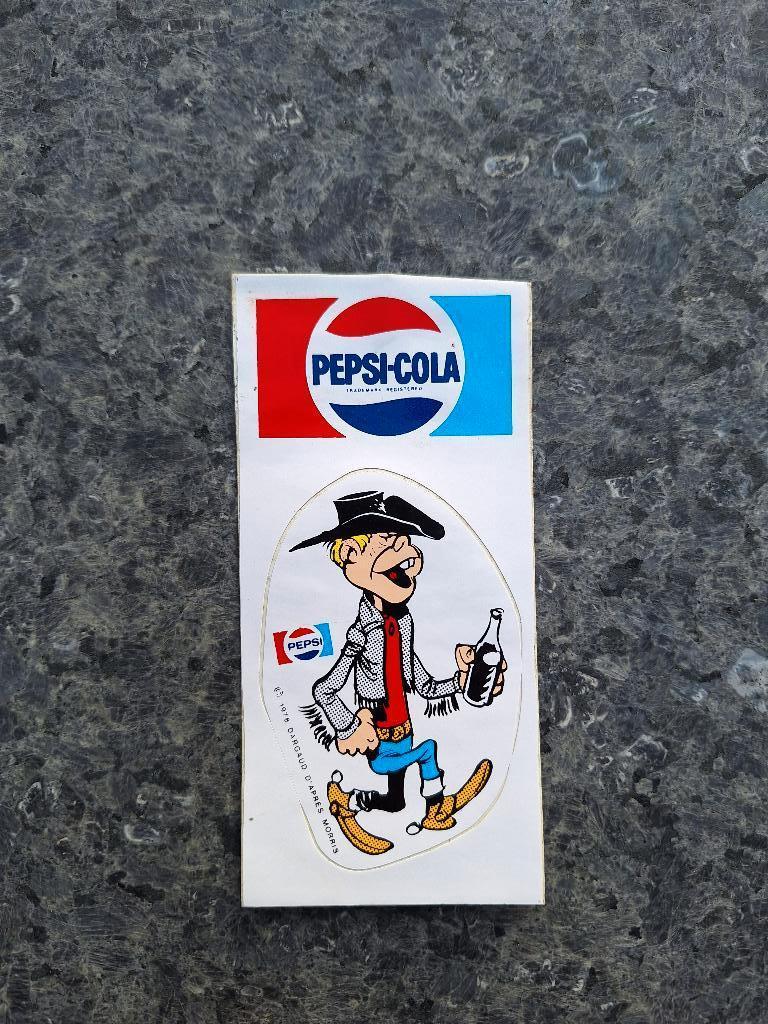 PEPSI-COLA
TRADEMARK REGISTERED
PEPSI
© 1978 DARGAUD D'APRES MORRIS